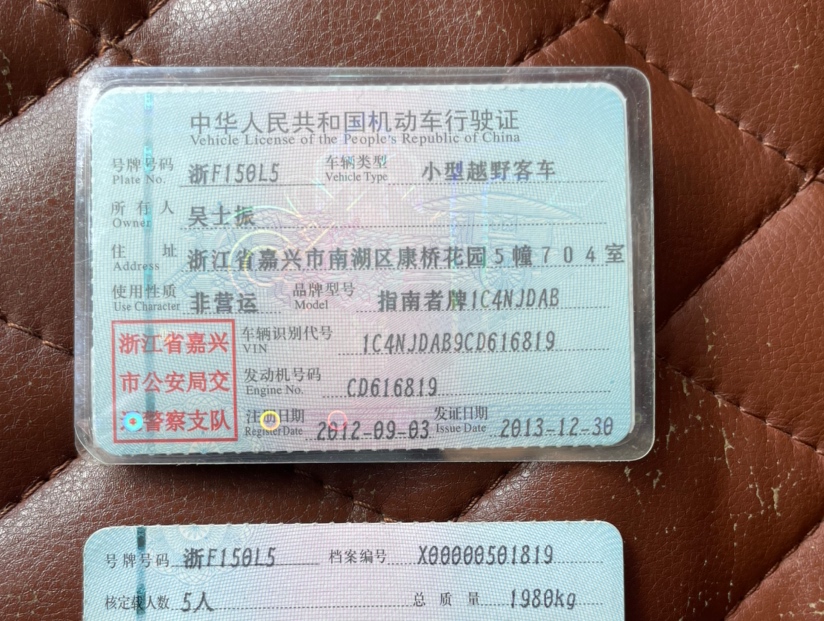 中华人民共和国机动车行驶证
Vehicle License of the People's Republic of China
号牌号码 浙F150L5 车辆类型 小型越野客车
Plate No. Vehicle Type
所有人 吴士振
Owner
住址 浙江省嘉兴市南湖区康桥花园5幢704室
Address
使用性质 非营运 品牌型号 指南者牌1C4NJDAB
Use Character Model
浙江省嘉兴
市公安局交
通警察支队
车辆识别代号 1C4NJDAB9CD616819
VIN
发动机号码 CD616819
Engine No.
注册日期 2012-09-03 发证日期 2013-12-30
Register Date Issue Date
号牌号码 浙F150L5 档案编号 X00000501819
核定载人数 5人 总质量 1980kg